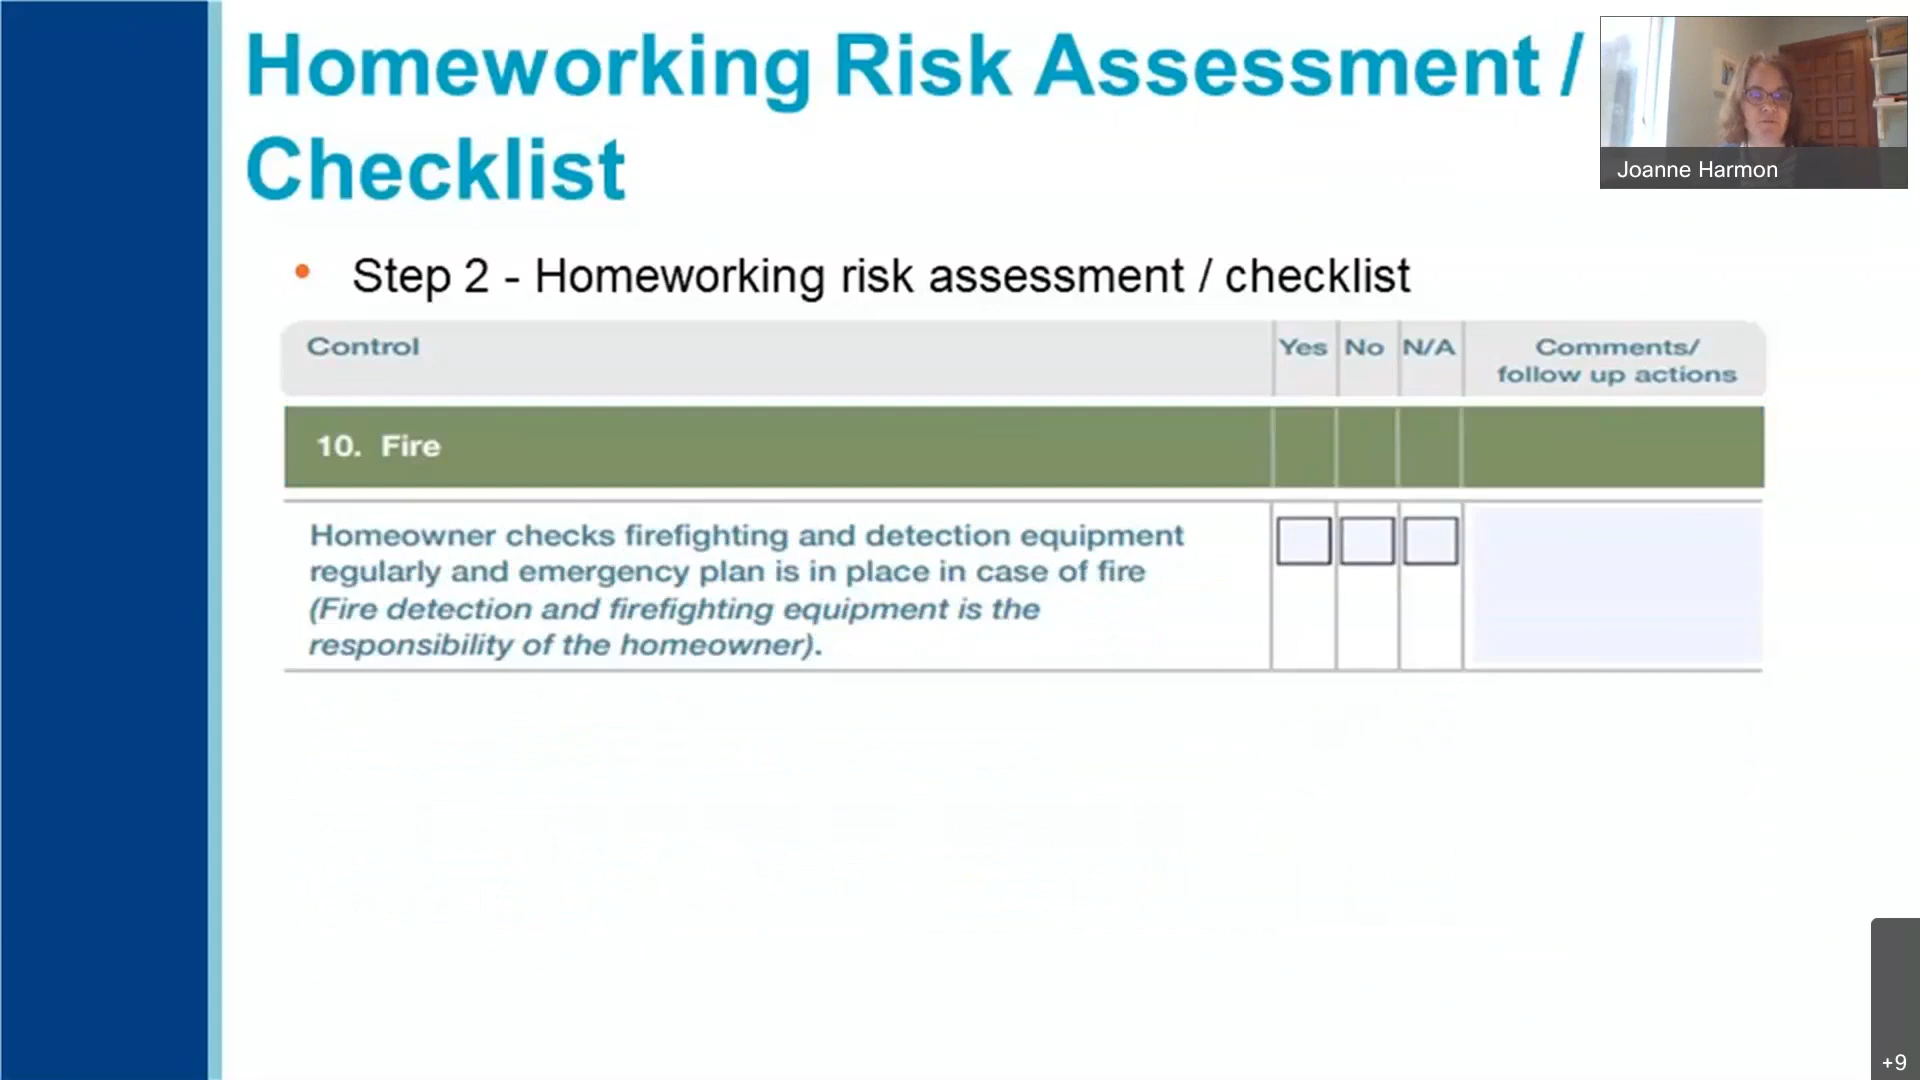 Homeworking Risk Assessment /
Checklist
Joanne Harmon
• Step 2 - Homeworking risk assessment / checklist
Control Yes No N/A Comments/
follow up actions
10. Fire
Homeowner checks firefighting and detection equipment
regularly and emergency plan is in place in case of fire
(Fire detection and firefighting equipment is the
responsibility of the homeowner).
+9